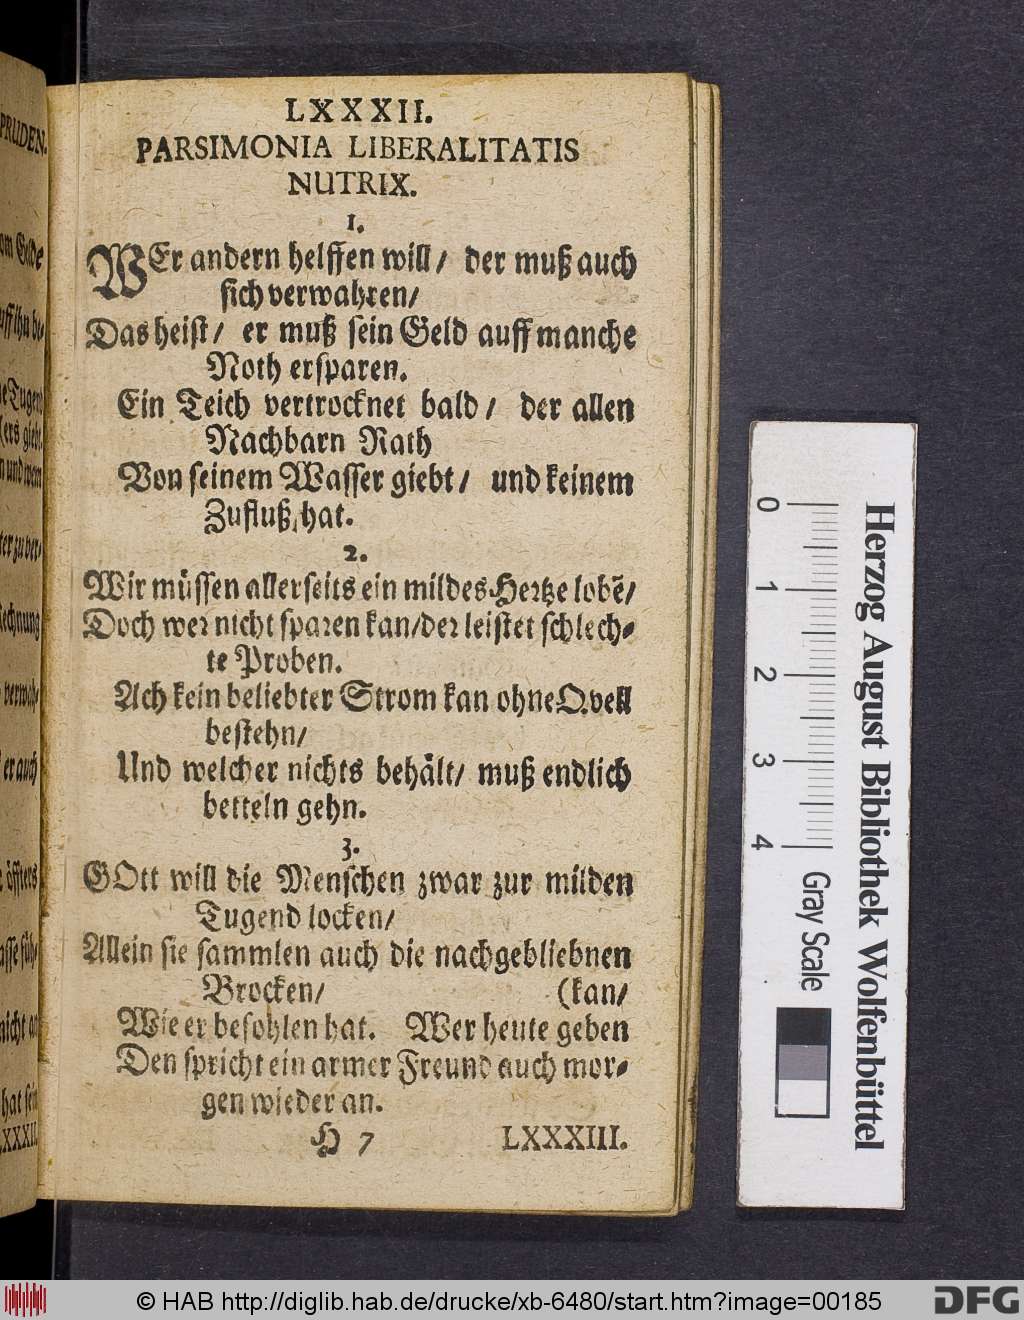 LXXXII.
PARSIMONIA LIBERALITATIS
NUTRIX.
1.
WEr andern helffen will/ der muß auch
sich verwahren/
Das heist/ er muß sein Geld auff manche
Noth ersparen.
Ein Teich vertrocknet bald/ der allen
Nachbarn Rath
Von seinem Wasser giebt/ und keinem
Zufluß hat.
2.
Wir müssen allerseits ein mildes Hertze lobẽ/
Doch wer nicht sparen kan/der leistet schlech-
te Proben.
Ach kein beliebter Strom kan ohne Qvell
bestehn/
Und welcher nichts behält/ muß endlich
betteln gehn.
3.
GOtt will die Menschen zwar zur milden
Tugend locken/
Allein sie sammlen auch die nachgebliebnen
Brocken/ (kan/
Wie er befohlen hat. Wer heute geben
Den spricht ein armer Freund auch mor-
gen wieder an.
H 7 LXXXIII.
PRUDEN.
0 1 2 3 4
Gray Scale
Herzog August Bibliothek Wolfenbüttel
© HAB http://diglib.hab.de/drucke/xb-6480/start.htm?image=00185
DFG